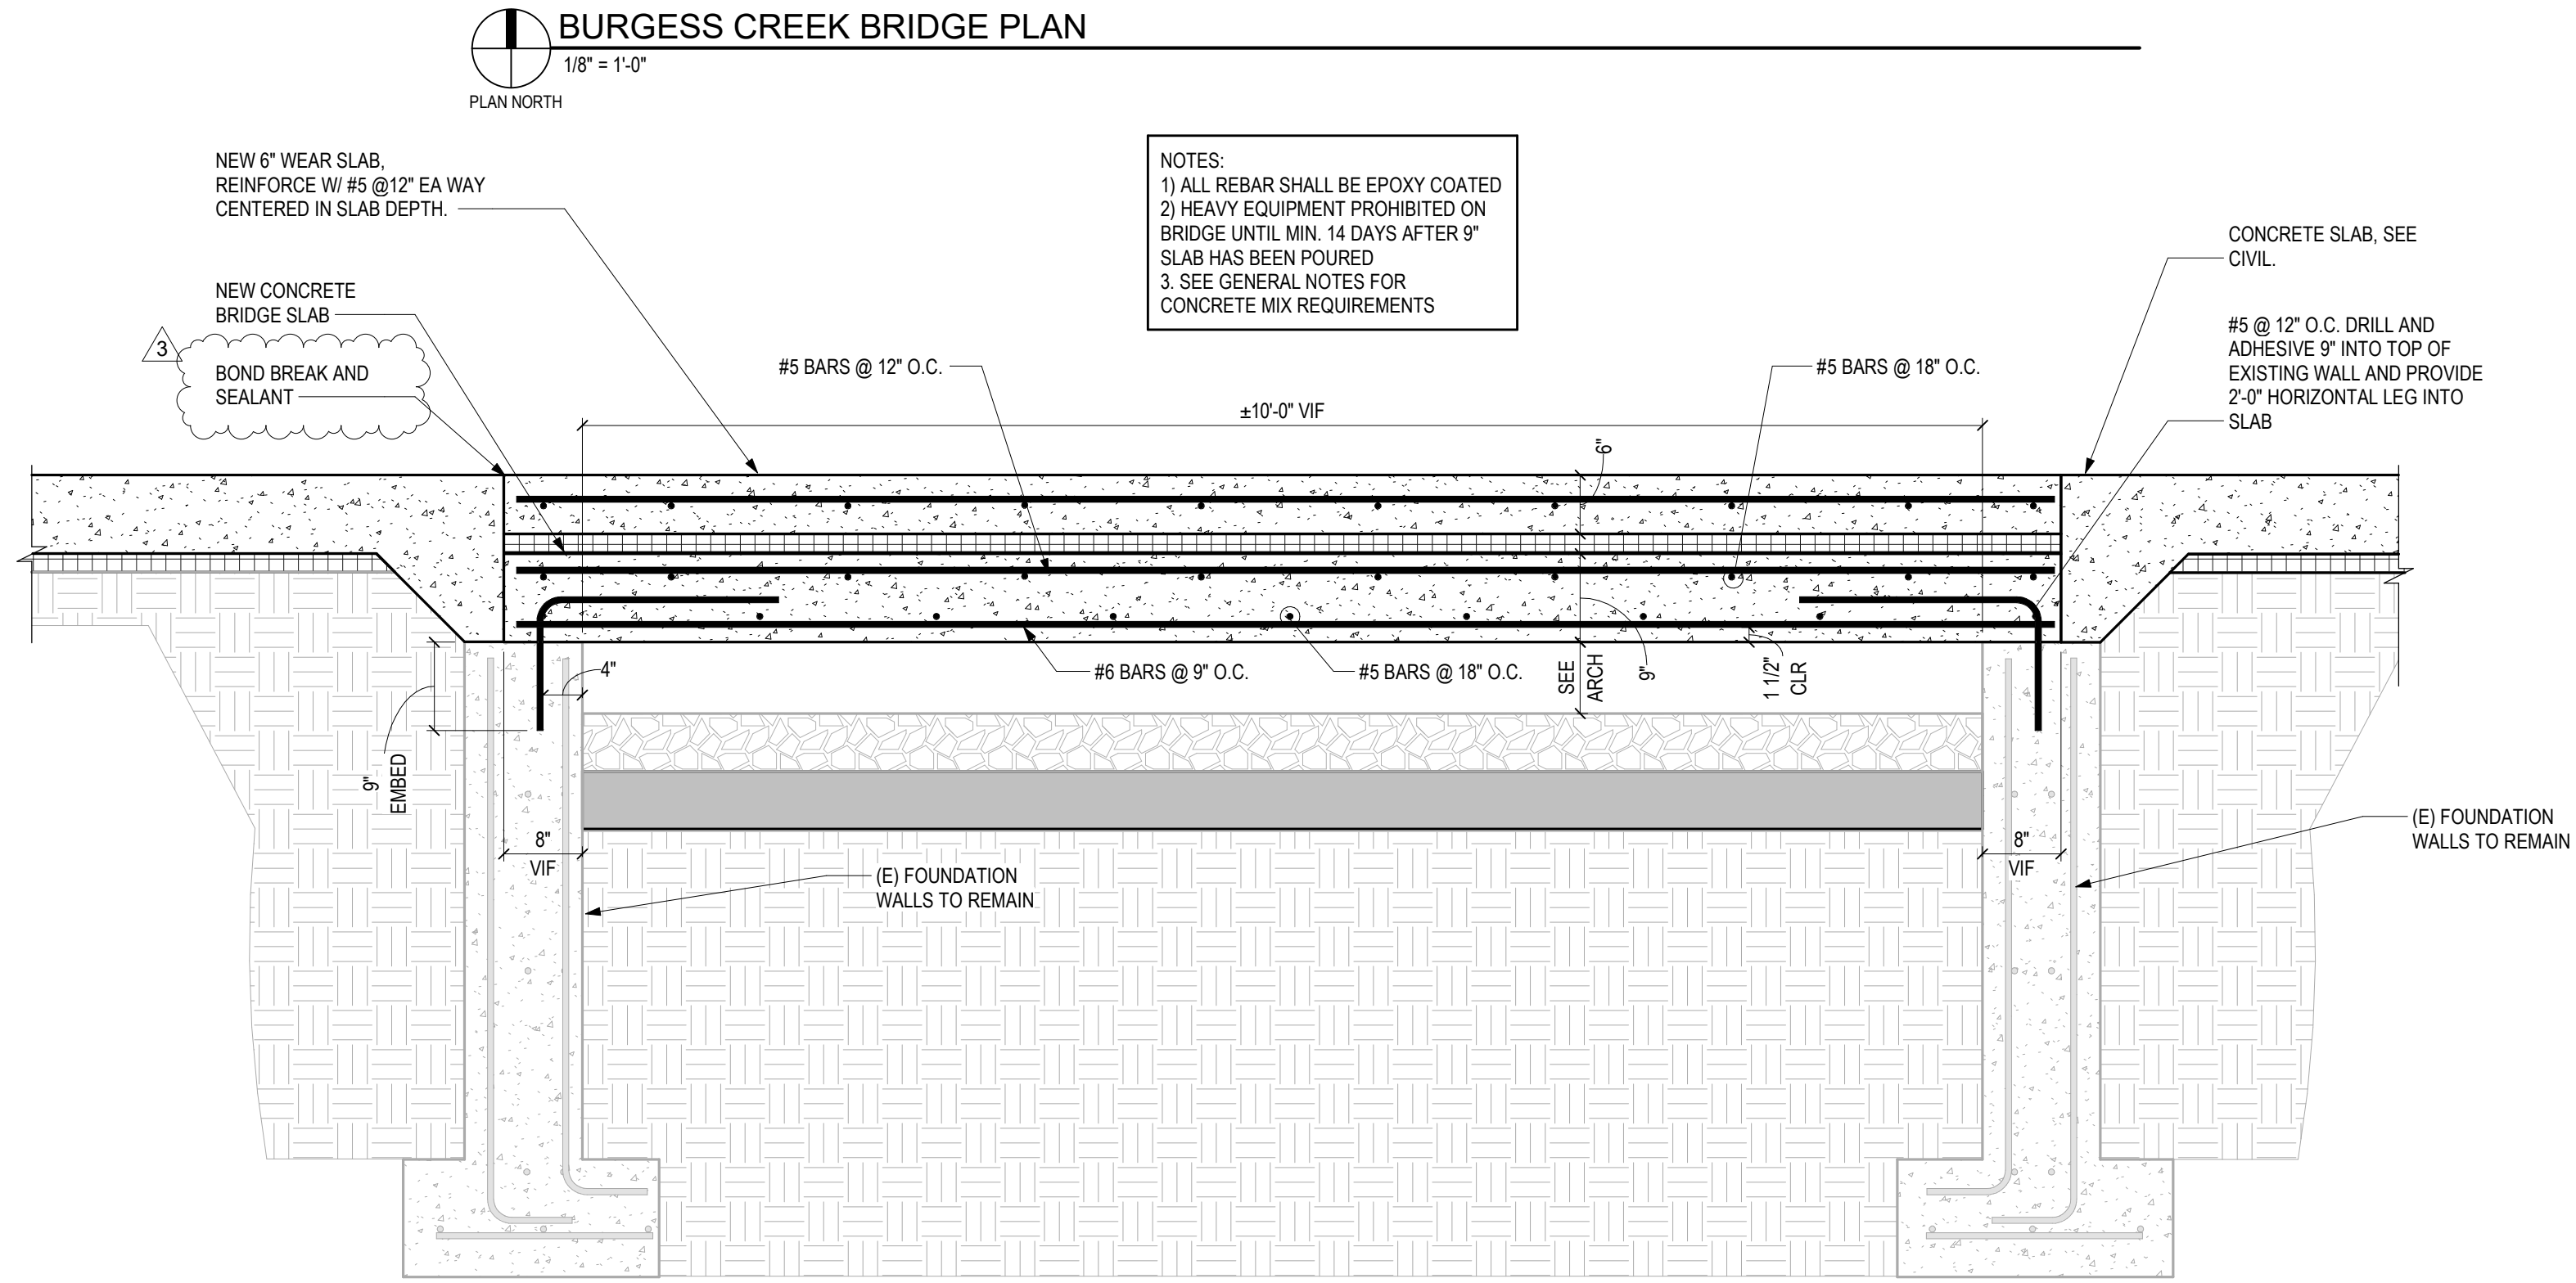 BURGESS CREEK BRIDGE PLAN
1/8" = 1'-0"
PLAN NORTH
NEW 6" WEAR SLAB,
REINFORCE W/ #5 @12" EA WAY
CENTERED IN SLAB DEPTH.
NOTES:
1) ALL REBAR SHALL BE EPOXY COATED
2) HEAVY EQUIPMENT PROHIBITED ON
BRIDGE UNTIL MIN. 14 DAYS AFTER 9"
SLAB HAS BEEN POURED
3. SEE GENERAL NOTES FOR
CONCRETE MIX REQUIREMENTS
CONCRETE SLAB, SEE
CIVIL.
NEW CONCRETE
BRIDGE SLAB
3
BOND BREAK AND
SEALANT
#5 BARS @ 12" O.C.
#5 BARS @ 18" O.C.
#5 @ 12" O.C. DRILL AND
ADHESIVE 9" INTO TOP OF
EXISTING WALL AND PROVIDE
2'-0" HORIZONTAL LEG INTO
SLAB
±10'-0" VIF
6"
4"
#6 BARS @ 9" O.C.
#5 BARS @ 18" O.C.
SEE
ARCH
9"
1 1/2"
CLR
9"
EMBED
8"
VIF
(E) FOUNDATION
WALLS TO REMAIN
8"
VIF
(E) FOUNDATION
WALLS TO REMAIN